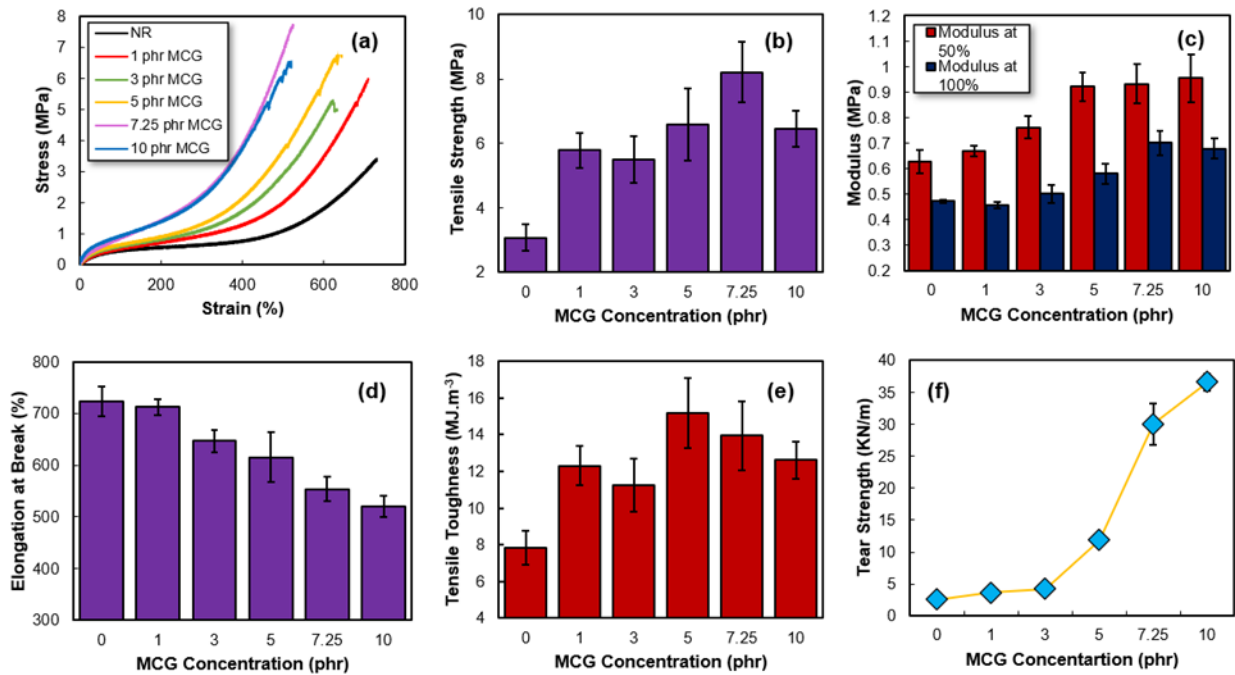 (a)
NR
1 phr MCG
3 phr MCG
5 phr MCG
7.25 phr MCG
10 phr MCG
Stress (MPa)
8
7
6
5
4
3
2
1
0
0 200 400 600 800
Strain (%)
(b)
Tensile Strength (MPa)
10
8
6
4
2
0 1 3 5 7.25 10
MCG Concentration (phr)
(c)
Modulus at
50%
Modulus at
100%
Modulus (MPa)
1.2
1.1
1
0.9
0.8
0.7
0.6
0.5
0.4
0.3
0.2
0 1 3 5 7.25 10
MCG Concentration (phr)
(d)
Elongation at Break (%)
800
700
600
500
400
300
0 1 3 5 7.25 10
MCG Concentration (phr)
(e)
Tensile Toughness (MJ.m-3)
18
16
14
12
10
8
6
4
0 1 3 5 7.25 10
MCG Concentration (phr)
(f)
Tear Strength (KN/m)
40
35
30
25
20
15
10
5
0
0 1 3 5 7.25 10
MCG Concentartion (phr)